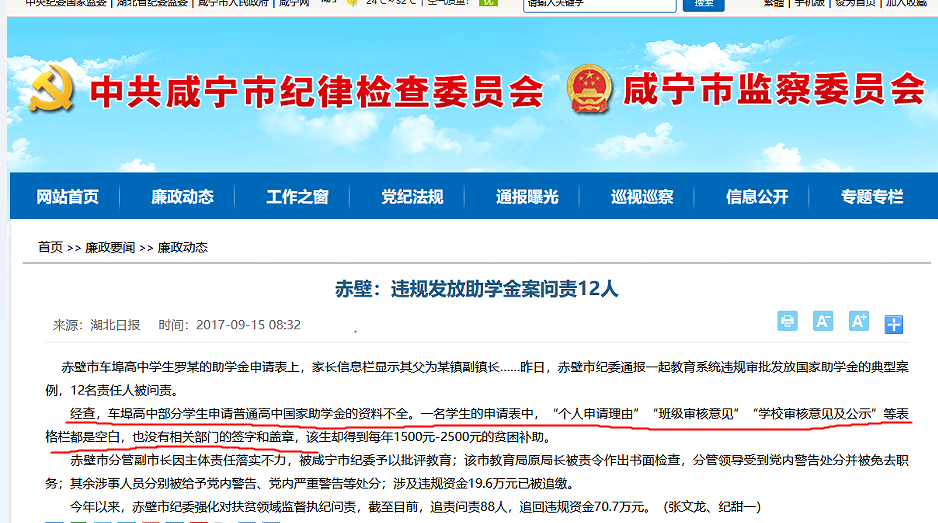 中央纪委国家监委 | 湖北省纪委监委 | 咸宁市人民政府 | 咸宁网
24℃~32℃ | 空气质量： 优
请输入关键字
搜索
繁體 | 手机版 | 设为首页 | 加入收藏
中共咸宁市纪律检查委员会 咸宁市监察委员会
网站首页 廉政动态 工作之窗 党纪法规 通报曝光 巡视巡察 信息公开 专题专栏
首页 >> 廉政要闻 >> 廉政动态
赤壁：违规发放助学金案问责12人
来源：湖北日报 时间：2017-09-15 08:32
A- A+
赤壁市车埠高中学生罗某的助学金申请表上，家长信息栏显示其父为某镇副镇长......昨日，赤壁市纪委通报一起教育系统违规审批发放国家助学金的典型案
例，12名责任人被问责。
经查，车埠高中部分学生申请普通高中国家助学金的资料不全。一名学生的申请表中，“个人申请理由”“班级审核意见”“学校审核意见及公示”等表
格栏都是空白，也没有相关部门的签字和盖章，该生却得到每年1500元-2500元的贫困补助。
赤壁市分管副市长因主体责任落实不力，被咸宁市纪委予以批评教育；该市教育局原局长被责令作出书面检查，分管领导受到党内警告处分并被免去职
务；其余涉事人员分别被给予党内警告、党内严重警告等处分；涉及违规资金19.6万元已被追缴。
今年以来，赤壁市纪委强化对扶贫领域监督执纪问责，截至目前，追责问责88人，追回违规资金70.7万元。（张文龙、纪甜一）